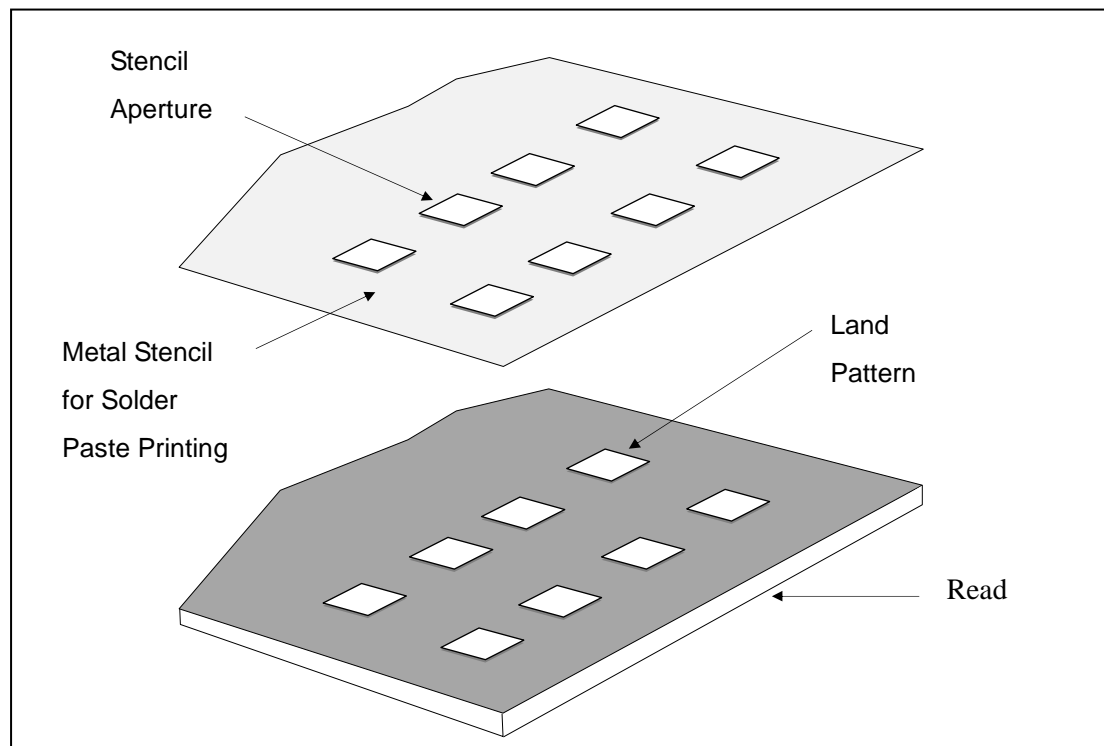 Stencil
Aperture
Metal Stencil
for Solder
Paste Printing
Land
Pattern
Read